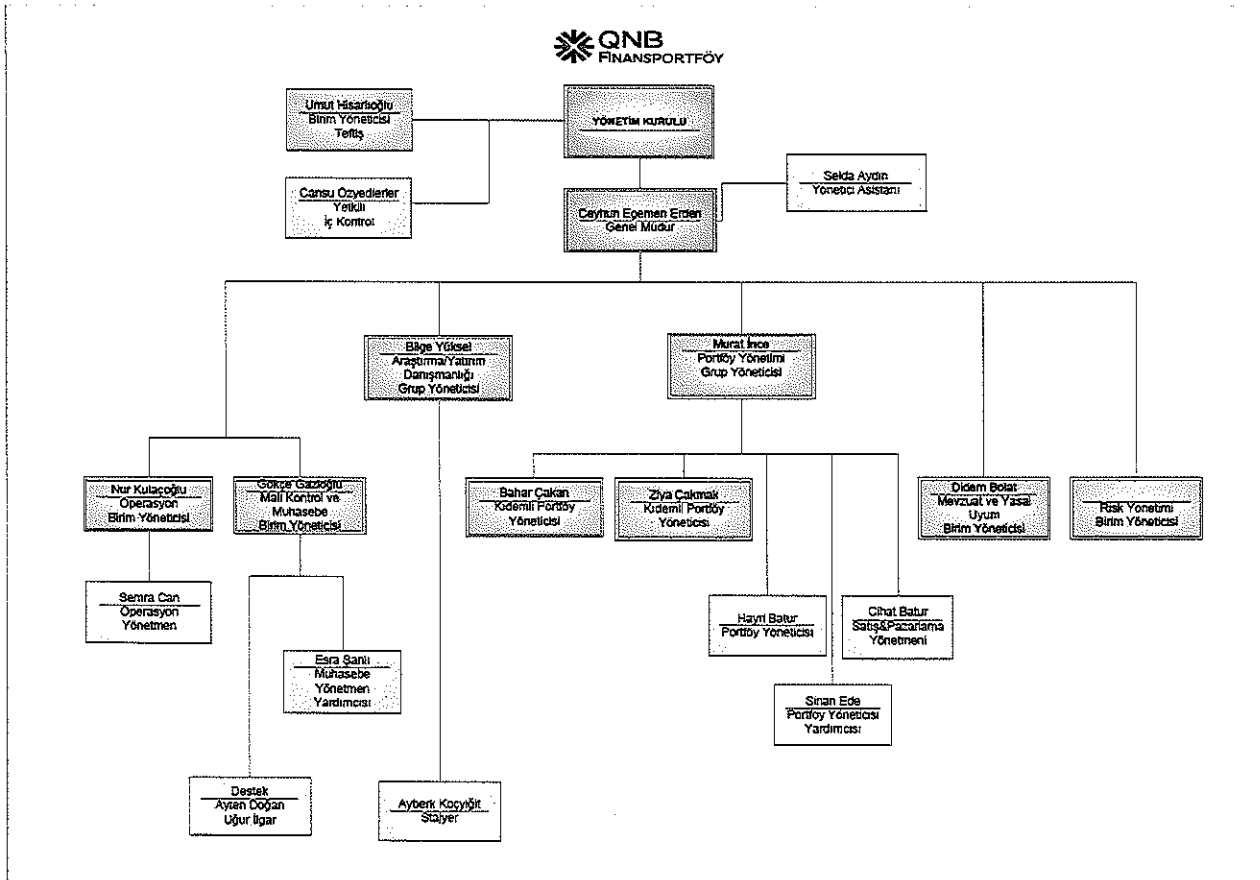 QNB
FİNANSPORTFÖY
Umut Hisarlıoğlu
Birim Yöneticisi
Teftiş
YÖNETİM KURULU
Cansu Özyedierler
Yetkili
İç Kontrol
Ceyhun Egemen Erden
Genel Müdür
Selda Aydın
Yönetici Asistanı
Bilge Yüksel
Araştırma/Yatırım
Danışmanlığı
Grup Yöneticisi
Murat İnce
Portföy Yönetimi
Grup Yöneticisi
Nur Kulaçoğlu
Operasyon
Birim Yöneticisi
Gökçe Gazioğlu
Mali Kontrol ve
Muhasebe
Birim Yöneticisi
Bahar Çakan
Kıdemli Portföy
Yöneticisi
Ziya Çakmak
Kıdemli Portföy
Yöneticisi
Didem Bolat
Mevzuat ve Yasal
Uyum
Birim Yöneticisi
Risk Yönetimi
Birim Yöneticisi
Semra Can
Operasyon
Yönetmen
Esra Şanlı
Muhasebe
Yönetmen
Yardımcısı
Hayri Batur
Portföy Yöneticisi
Cihat Batur
Satış&Pazarlama
Yönetmeni
Sinan Ede
Portföy Yöneticisi
Yardımcısı
Destek
Ayten Doğan
Uğur İlgar
Ayberk Koçyiğit
Stajyer